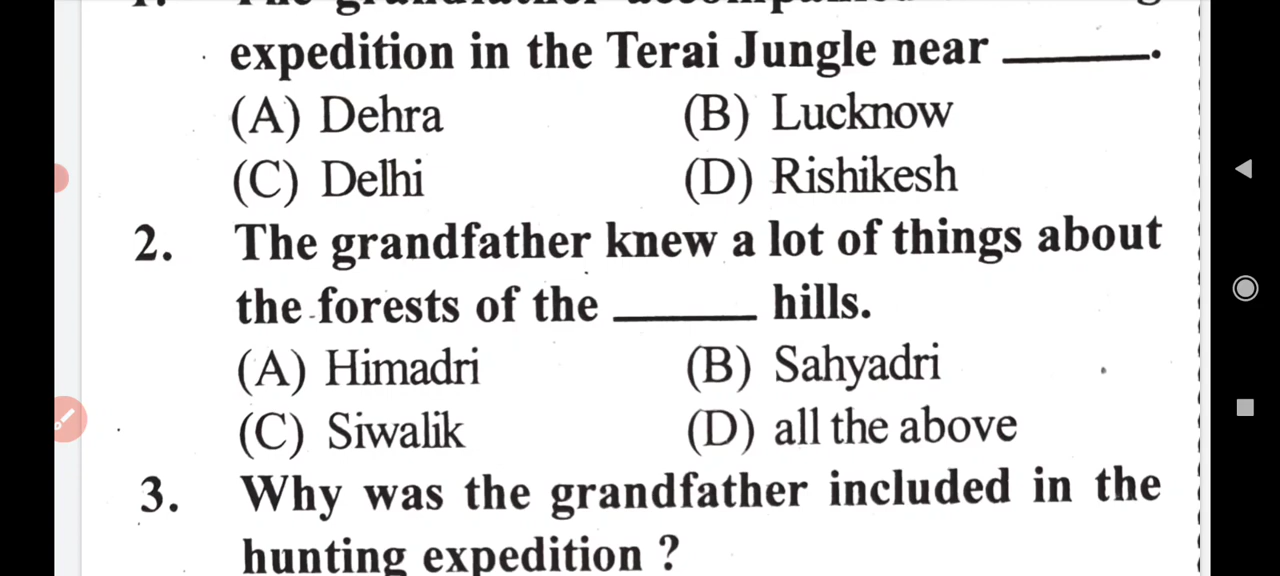 expedition in the Terai Jungle near ______.
(A) Dehra (B) Lucknow
(C) Delhi (D) Rishikesh
2. The grandfather knew a lot of things about
the forests of the ______ hills.
(A) Himadri (B) Sahyadri
(C) Siwalik (D) all the above
3. Why was the grandfather included in the
hunting expedition ?